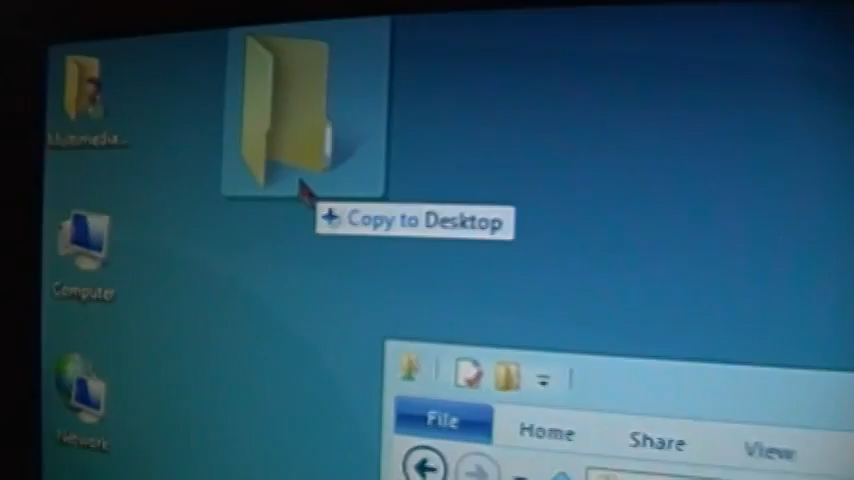 Multimedia...
Copy to Desktop
Computer
Network
File
Home
Share
View